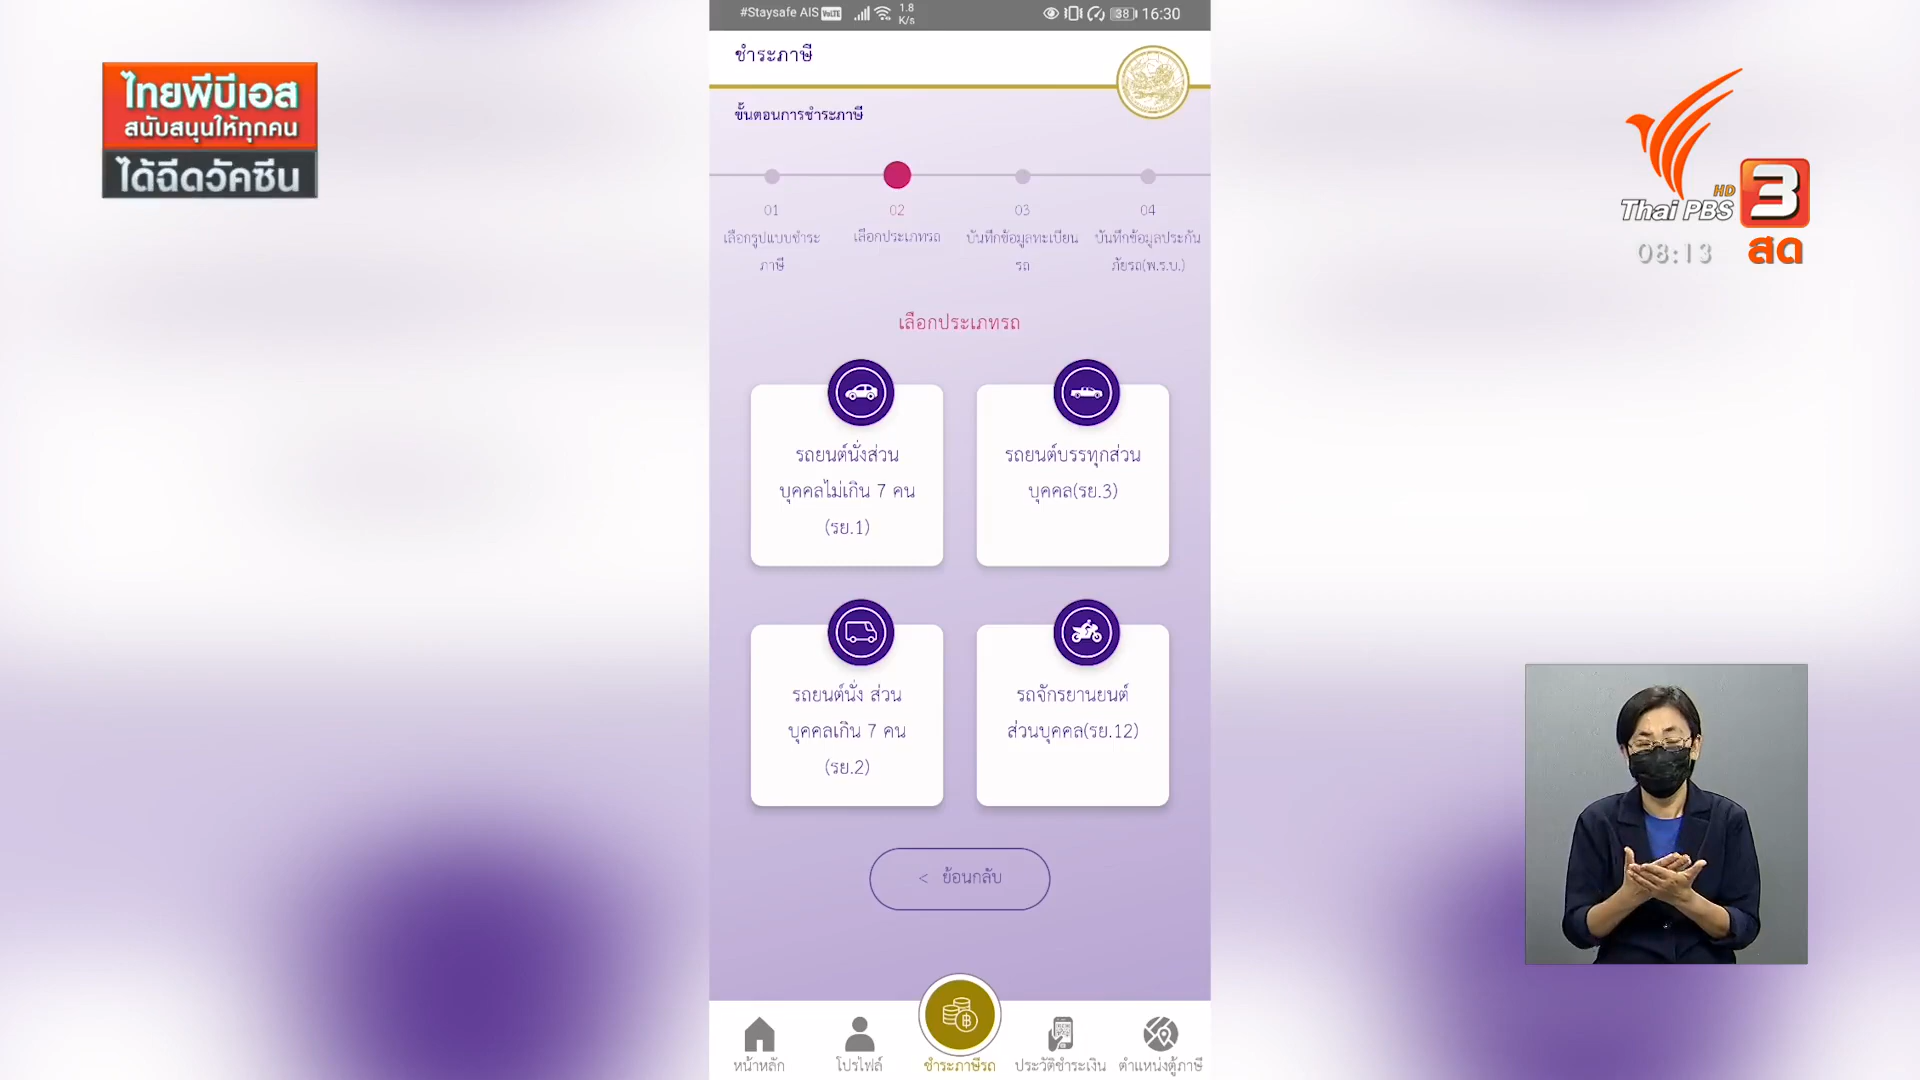 #Staysafe AIS VoLTE
1.8
K/s
38
16:30
ไทยพีบีเอส
สนับสนุนให้ทุกคน
ได้ฉีดวัคซีน
ชำระภาษี
ขั้นตอนการชำระภาษี
01
เลือกรูปแบบชำระ
ภาษี
02
เลือกประเภทรถ
03
บันทึกข้อมูลทะเบียน
รถ
04
บันทึกข้อมูลประกัน
ภัยรถ(พ.ร.บ.)
HD
Thai PBS
3
08:13
สด
เลือกประเภทรถ
รถยนต์นั่งส่วน
บุคคลไม่เกิน 7 คน
(รย.1)
รถยนต์บรรทุกส่วน
บุคคล(รย.3)
รถยนต์นั่ง ส่วน
บุคคลเกิน 7 คน
(รย.2)
รถจักรยานยนต์
ส่วนบุคคล(รย.12)
< ย้อนกลับ
หน้าหลัก
โปรไฟล์
ชำระภาษีรถ
ประวัติชำระเงิน
ตำแหน่งตู้ภาษี